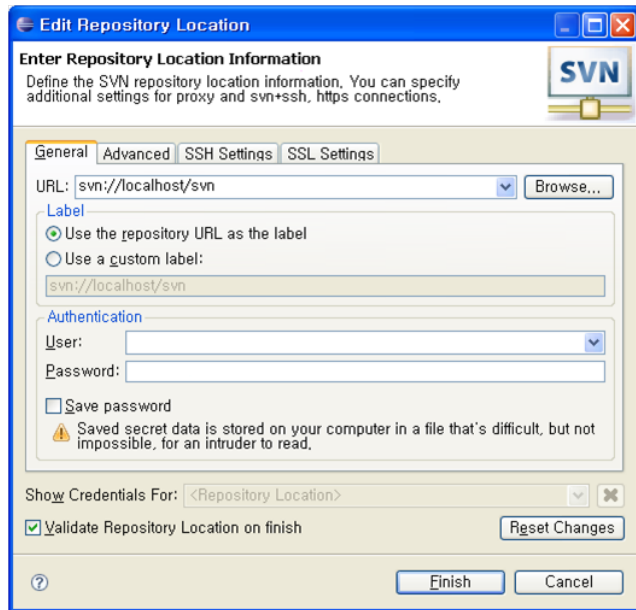 Edit Repository Location
Enter Repository Location Information
Define the SVN repository location information, You can specify
additional settings for proxy and svn+ssh, https connections,
SVN
General Advanced SSH Settings SSL Settings
URL: svn://localhost/svn Browse...
Label
Use the repository URL as the label
Use a custom label:
svn://localhost/svn
Authentication
User:
Password:
Save password
Saved secret data is stored on your computer in a file that's difficult, but not
impossible, for an intruder to read,
Show Credentials For: <Repository Location>
Validate Repository Location on finish Reset Changes
? Finish Cancel